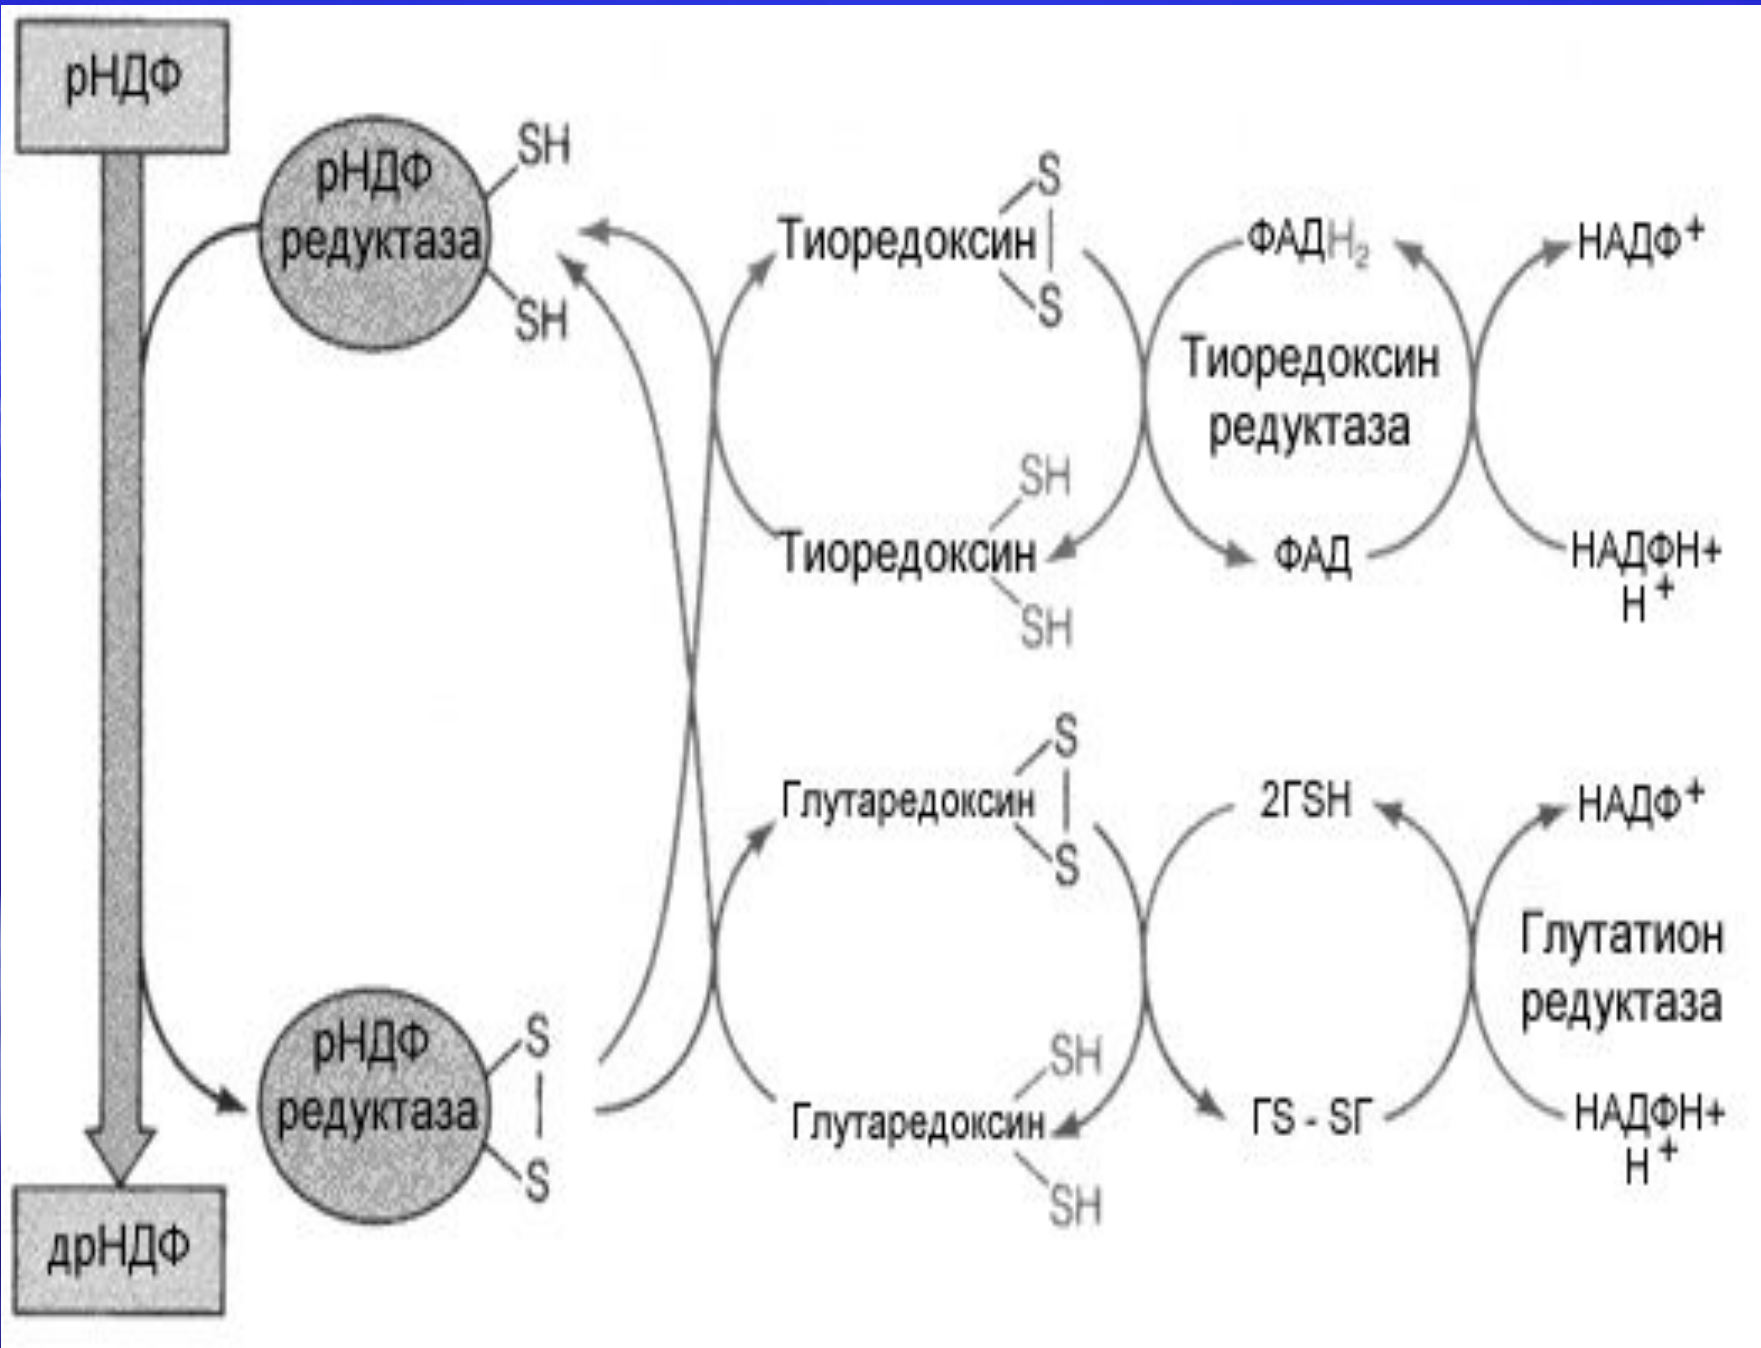 рНДФ
рНДФ
редуктаза
SH
SH
Тиоредоксин
S
S
ФАДH₂
НАДФ⁺
Тиоредоксин
редуктаза
Тиоредоксин
SH
SH
ФАД
НАДФН+
Н⁺
Глутаредоксин
S
S
2ГSH
НАДФ⁺
Глутатион
редуктаза
рНДФ
редуктаза
S
S
Глутаредоксин
SH
SH
ГS - SГ
НАДФН+
Н⁺
дрНДФ